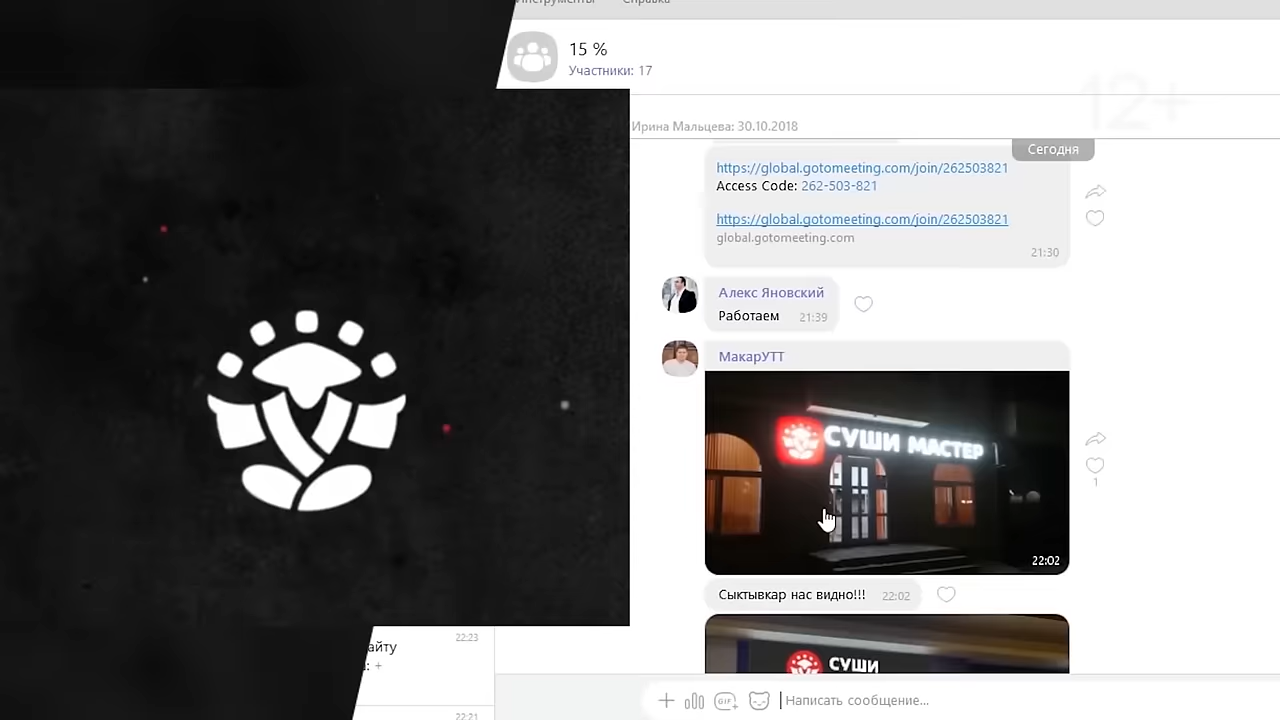 Инструменты Справка
15 %
Участники: 17
12+
Ирина Мальцева: 30.10.2018
Сегодня
https://global.gotomeeting.com/join/262503821
Access Code: 262-503-821
https://global.gotomeeting.com/join/262503821
global.gotomeeting.com
21:30
Алекс Яновский
Работаем 21:39
МакарУТТ
СУШИ МАСТЕР
22:02
Сыктывкар нас видно!!! 22:02
СУШИ
22:23
айту
: +
22:21
GIF
Написать сообщение...